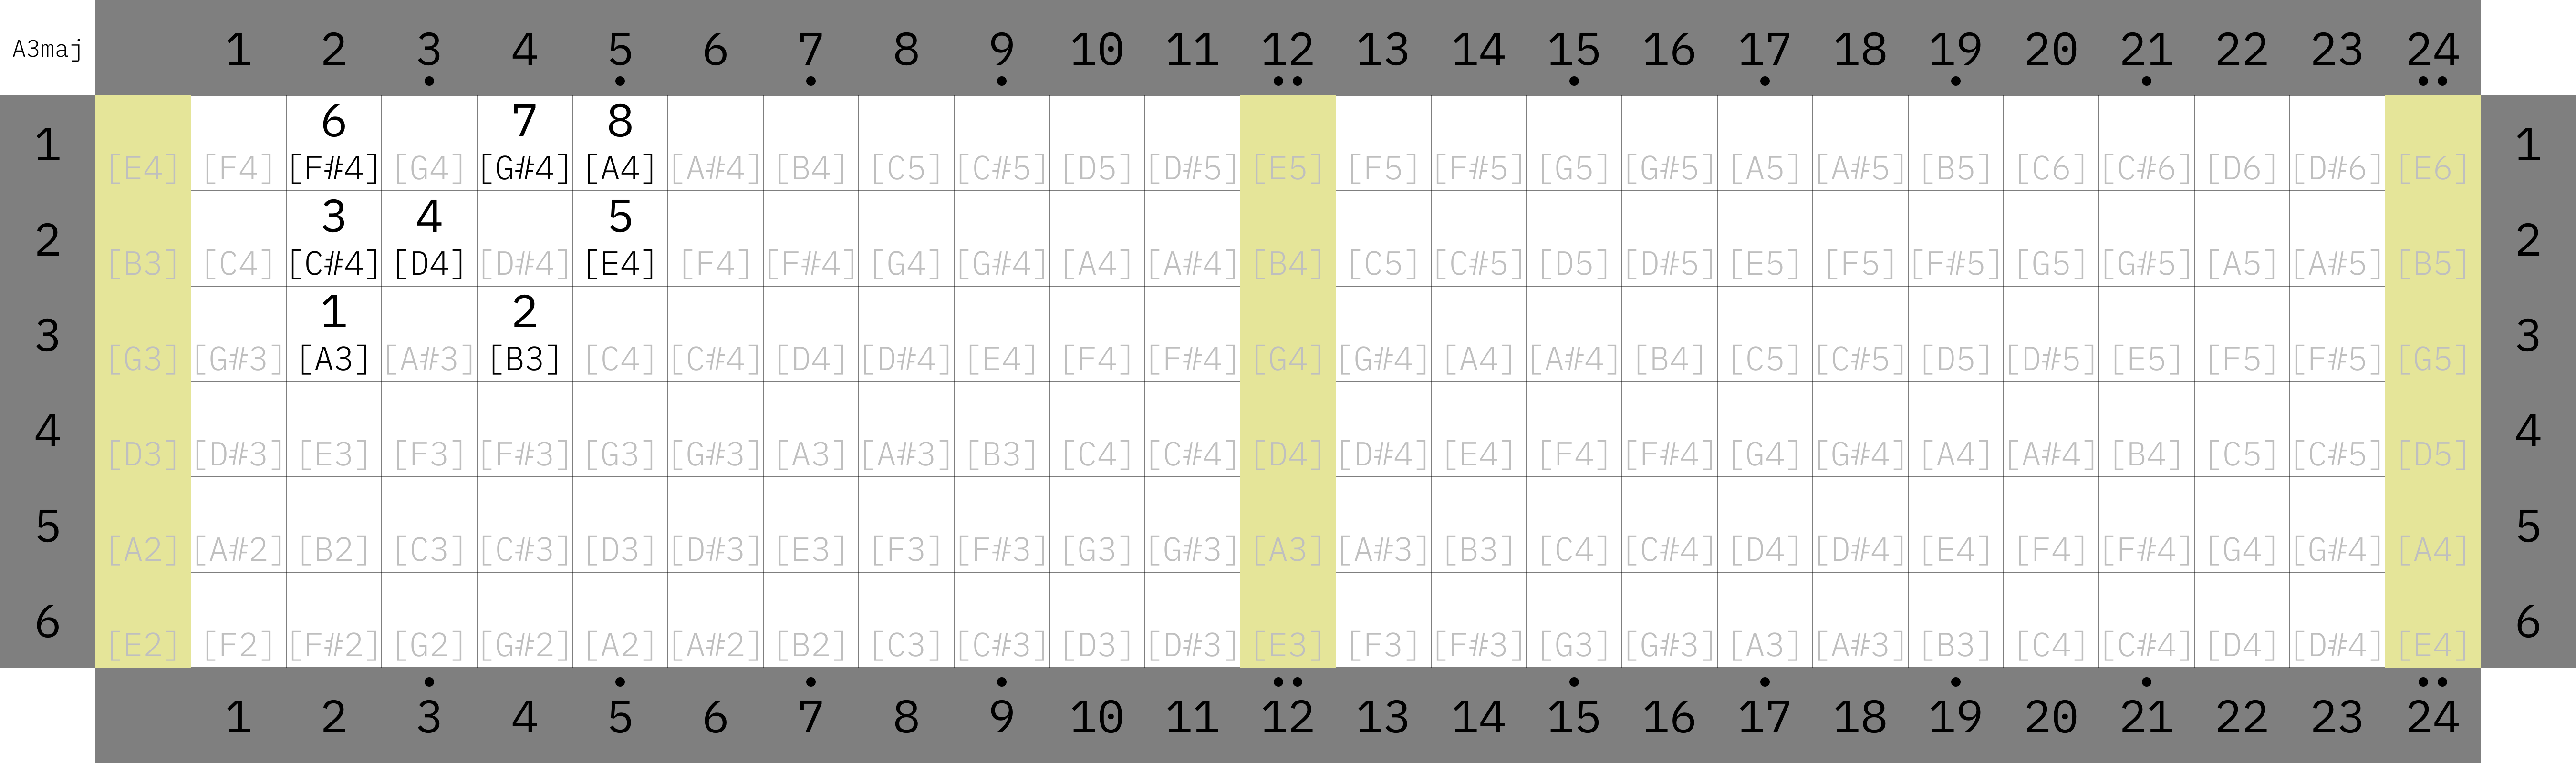 A3maj 1 2 3 4 5 6 7 8 9 10 11 12 13 14 15 16 17 18 19 20 21 22 23 24
6 7 8
1 [E4] [F4] [F#4] [G4] [G#4] [A4] [A#4] [B4] [C5] [C#5] [D5] [D#5] [E5] [F5] [F#5] [G5] [G#5] [A5] [A#5] [B5] [C6] [C#6] [D6] [D#6] [E6] 1
3 4 5
2 [B3] [C4] [C#4] [D4] [D#4] [E4] [F4] [F#4] [G4] [G#4] [A4] [A#4] [B4] [C5] [C#5] [D5] [D#5] [E5] [F5] [F#5] [G5] [G#5] [A5] [A#5] [B5] 2
1 2
3 [G3] [G#3] [A3] [A#3] [B3] [C4] [C#4] [D4] [D#4] [E4] [F4] [F#4] [G4] [G#4] [A4] [A#4] [B4] [C5] [C#5] [D5] [D#5] [E5] [F5] [F#5] [G5] 3
4 [D3] [D#3] [E3] [F3] [F#3] [G3] [G#3] [A3] [A#3] [B3] [C4] [C#4] [D4] [D#4] [E4] [F4] [F#4] [G4] [G#4] [A4] [A#4] [B4] [C5] [C#5] [D5] 4
5 [A2] [A#2] [B2] [C3] [C#3] [D3] [D#3] [E3] [F3] [F#3] [G3] [G#3] [A3] [A#3] [B3] [C4] [C#4] [D4] [D#4] [E4] [F4] [F#4] [G4] [G#4] [A4] 5
6 [E2] [F2] [F#2] [G2] [G#2] [A2] [A#2] [B2] [C3] [C#3] [D3] [D#3] [E3] [F3] [F#3] [G3] [G#3] [A3] [A#3] [B3] [C4] [C#4] [D4] [D#4] [E4] 6
1 2 3 4 5 6 7 8 9 10 11 12 13 14 15 16 17 18 19 20 21 22 23 24